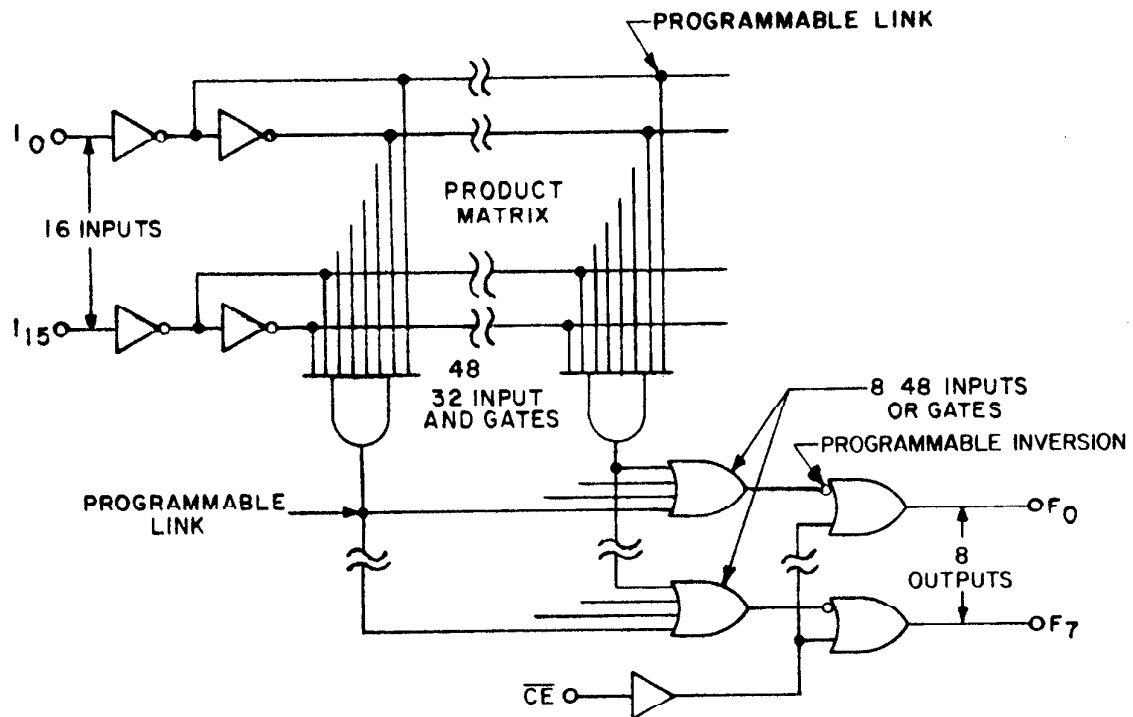 PROGRAMMABLE LINK
I0
16 INPUTS
PRODUCT
MATRIX
I15
48
32 INPUT
AND GATES
8 48 INPUTS
OR GATES
PROGRAMMABLE INVERSION
PROGRAMMABLE
LINK
F0
8
OUTPUTS
F7
C̅E̅